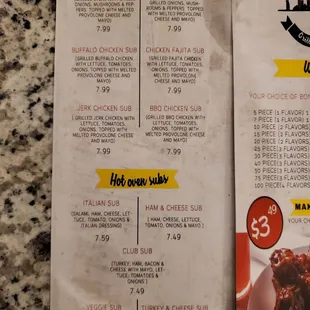 ONIONS, MUSHROOMS & PEPPERS. TOPPED WITH MELTED PROVOLONE CHEESE AND MAYO)
7.99
GRILLED ONIONS, MUSHROOMS & PEPPERS. TOPPED WITH MELTED PROVOLONE CHEESE AND MAYO)
7.99
BUFFALO CHICKEN SUB
(GRILLED BUFFALO CHICKEN
WITH LETTUCE, TOMATOES,
ONIONS. TOPPED WITH
MELTED PROVOLONE
CHEESE AND MAYO)
7.99
CHICKEN FAJITA SUB
(GRILLED FAJITA CHICKEN
WITH LETTUCE, TOMATOES,
ONIONS. TOPPED WITH MELTED
PROVOLONE CHEESE AND
MAYO)
7.99
JERK CHICKEN SUB
(GRILLED JERK CHICKEN WITH
LETTUCE, TOMATOES,
ONIONS. TOPPED WITH
MELTED PROVOLONE CHEESE
AND MAYO)
7.99
BBQ CHICKEN SUB
(GRILLED BBQ CHICKEN WITH
LETTUCE, TOMATOES,
ONIONS. TOPPED WITH MELTED
PROVOLONE CHEESE AND
MAYO)
7.99
Hot oven subs
ITALIAN SUB
(SALAMI, HAM, CHEESE, LET-
TUCE, TOMATO, ONIONS &
ITALIAN DRESSING)
7.59
HAM & CHEESE SUB
( HAM, CHEESE, LETTUCE,
TOMATO, ONIONS & MAYO)
7.49
CLUB SUB
(TURKEY, HAM, BACON &
CHEESE WITH MAYO, LET-
TUCE, TOMATOES &
ONIONS )
7.49
VEGGIE SUB
TURKEY & CHEESE SUB
YOUR CHOICE OF
5 PIECE(1 FLAVOR)
7 PIECE(1 FLAVOR)
10 PIECE (2 FLAVORS)
15 PIECE (2 FLAVORS)
20 PIECE(2 FLAVORS)
25 PIECE(2 FLAVORS)
30 PIECE(3 FLAVORS)
50 PIECE(3 FLAVORS)
75 PIECE(3 FLAVORS)
100 PIECE(4 FLAVORS)
$3.49